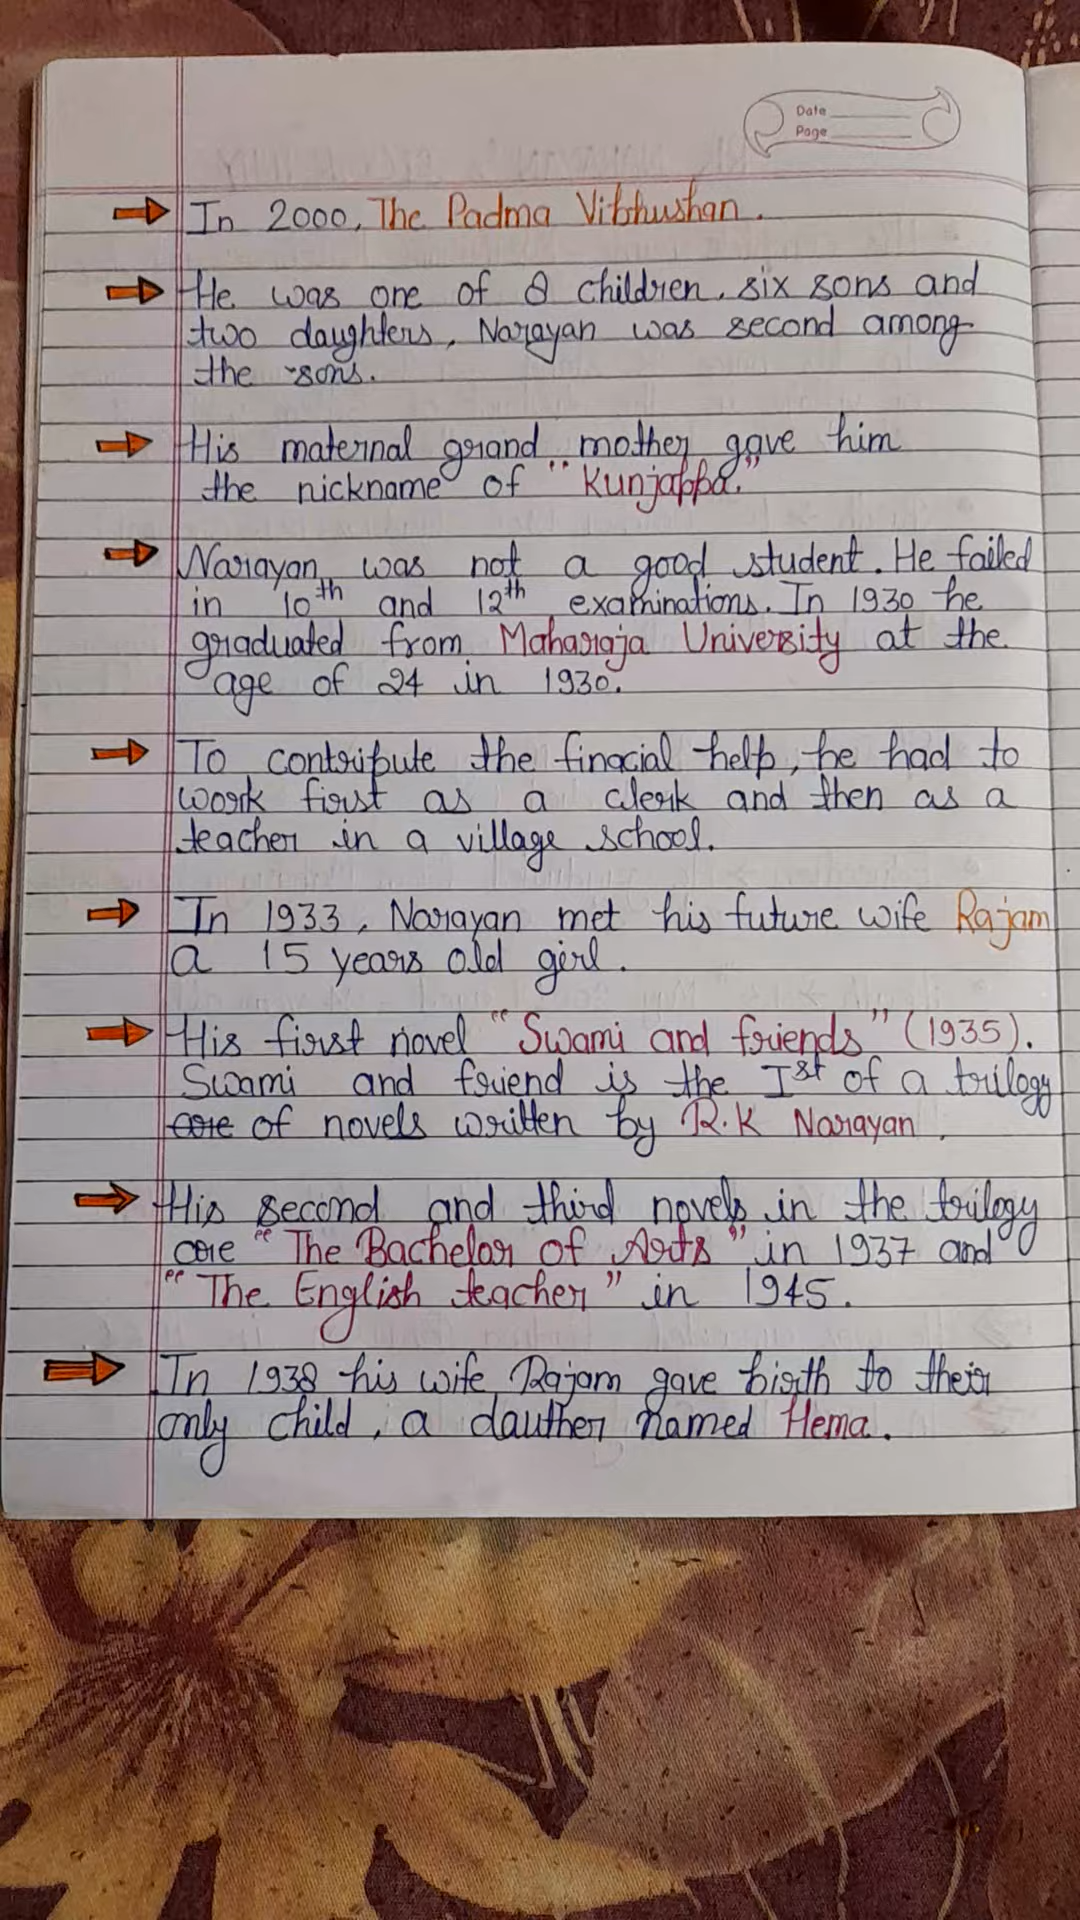 Date
Page
In 2000, The Padma Vibhushan.
He was one of 8 children, six sons and
two daughters, Narayan was second among
the sons.
His maternal grand mother gave him
the nickname of "Kunjappa."
Narayan was not a good student. He failed
in 10th and 12th examinations. In 1930 he
graduated from Maharaja University at the
age of 24 in 1930.
To contribute the finacial help, he had to
work first as a clerk and then as a
teacher in a village school.
In 1933, Narayan met his future wife Rajam
a 15 years old girl.
His first novel "Swami and friends" (1935).
Swami and friend is the Ist of a trilogy
are of novels written by R.K Narayan.
His second and third novels in the trilogy
are "The Bachelor of Arts" in 1937 and
"The English teacher" in 1945.
In 1938 his wife Rajam gave birth to their
only child, a dauther named Hema.